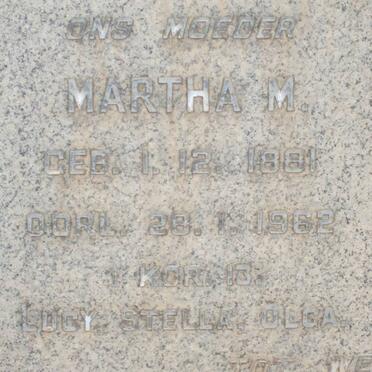 ONS MOEDER
MARTHA M.
GEB. 1. 12. 1881
OORL. 28. 1. 1962
1 KOR. 13.
LUCY. STELLA. OLGA.